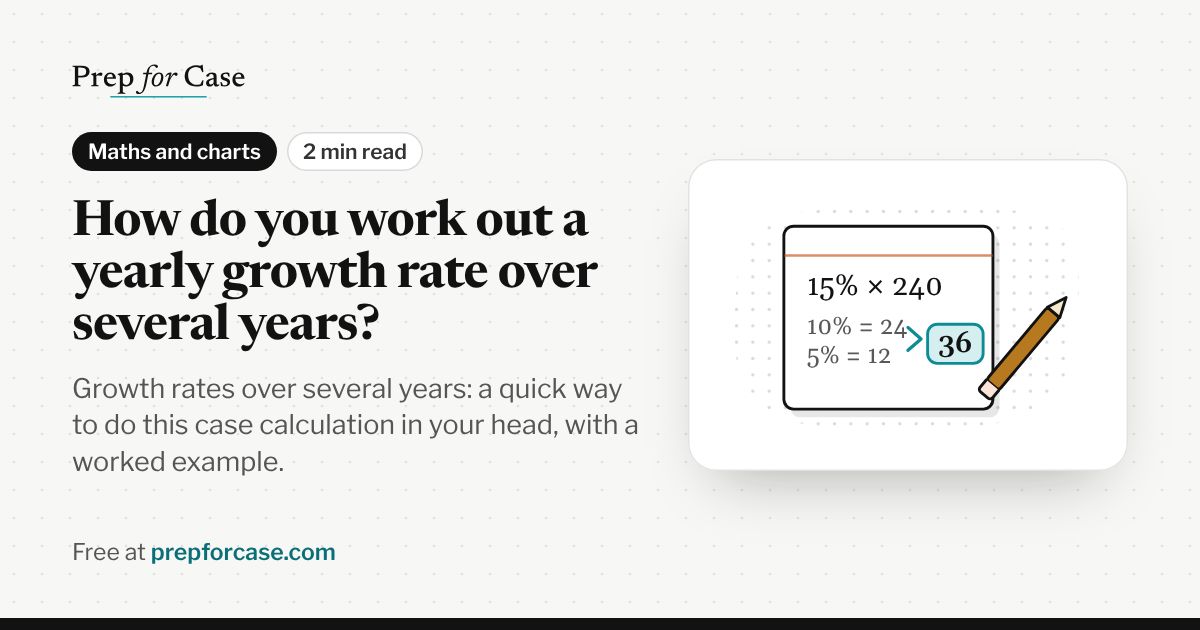 Prep for Case
Maths and charts
2 min read
How do you work out a
yearly growth rate over
several years?
Growth rates over several years: a quick way
to do this case calculation in your head, with a
worked example.
Free at prepforcase.com
15% × 240
10% = 24
5% = 12
36